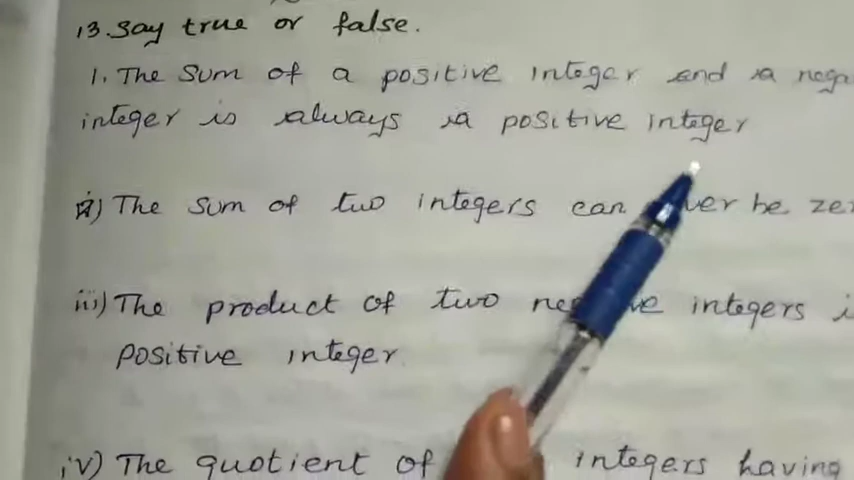 13. Say true or false.
1. The sum of a positive integer and a
integer is always a positive integer
ii) The sum of two integers can be
iii) The product of two integers
positive integer
iv) The quotient of integers having